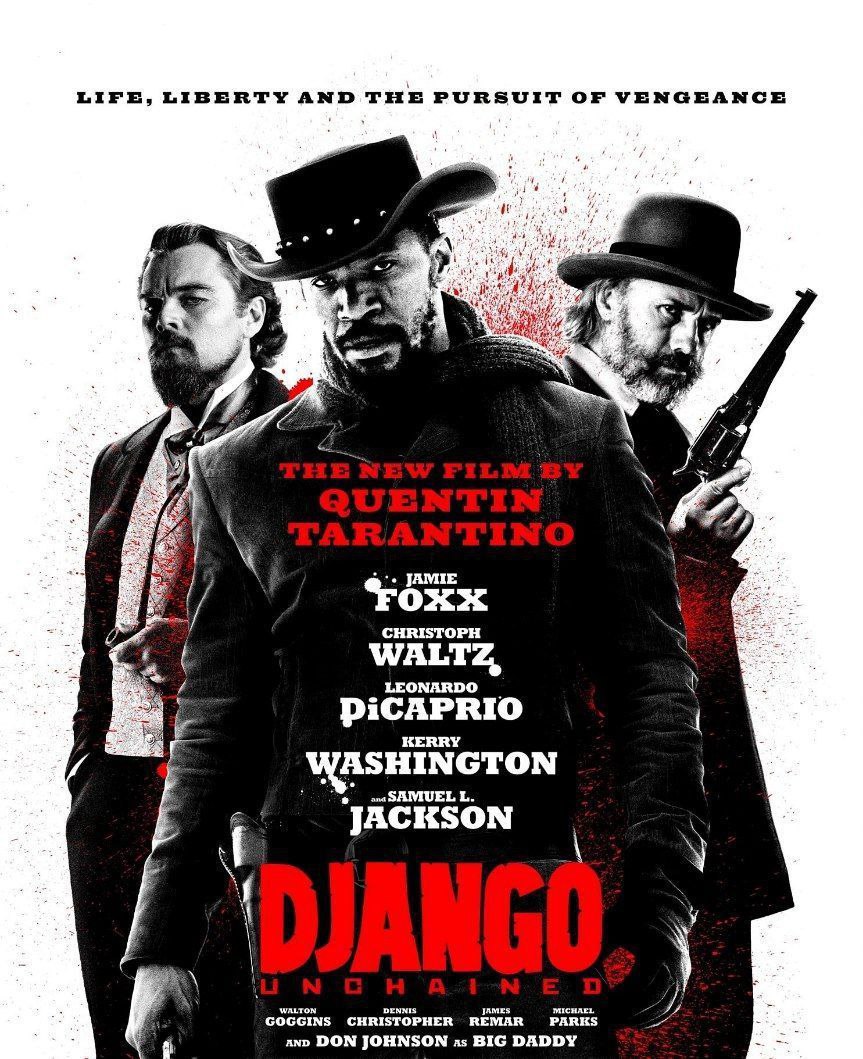 LIFE, LIBERTY AND THE PURSUIT OF VENGEANCE
THE NEW FILM BY
QUENTIN
TARANTINO
JAMIE
FOXX
CHRISTOPH
WALTZ
LEONARDO
DiCAPRIO
KERRY
WASHINGTON
and SAMUEL L.
JACKSON
DJANGO
UNCHAINED
WALTON GOGGINS DENNIS CHRISTOPHER JAMES REMAR MICHAEL PARKS
AND DON JOHNSON AS BIG DADDY